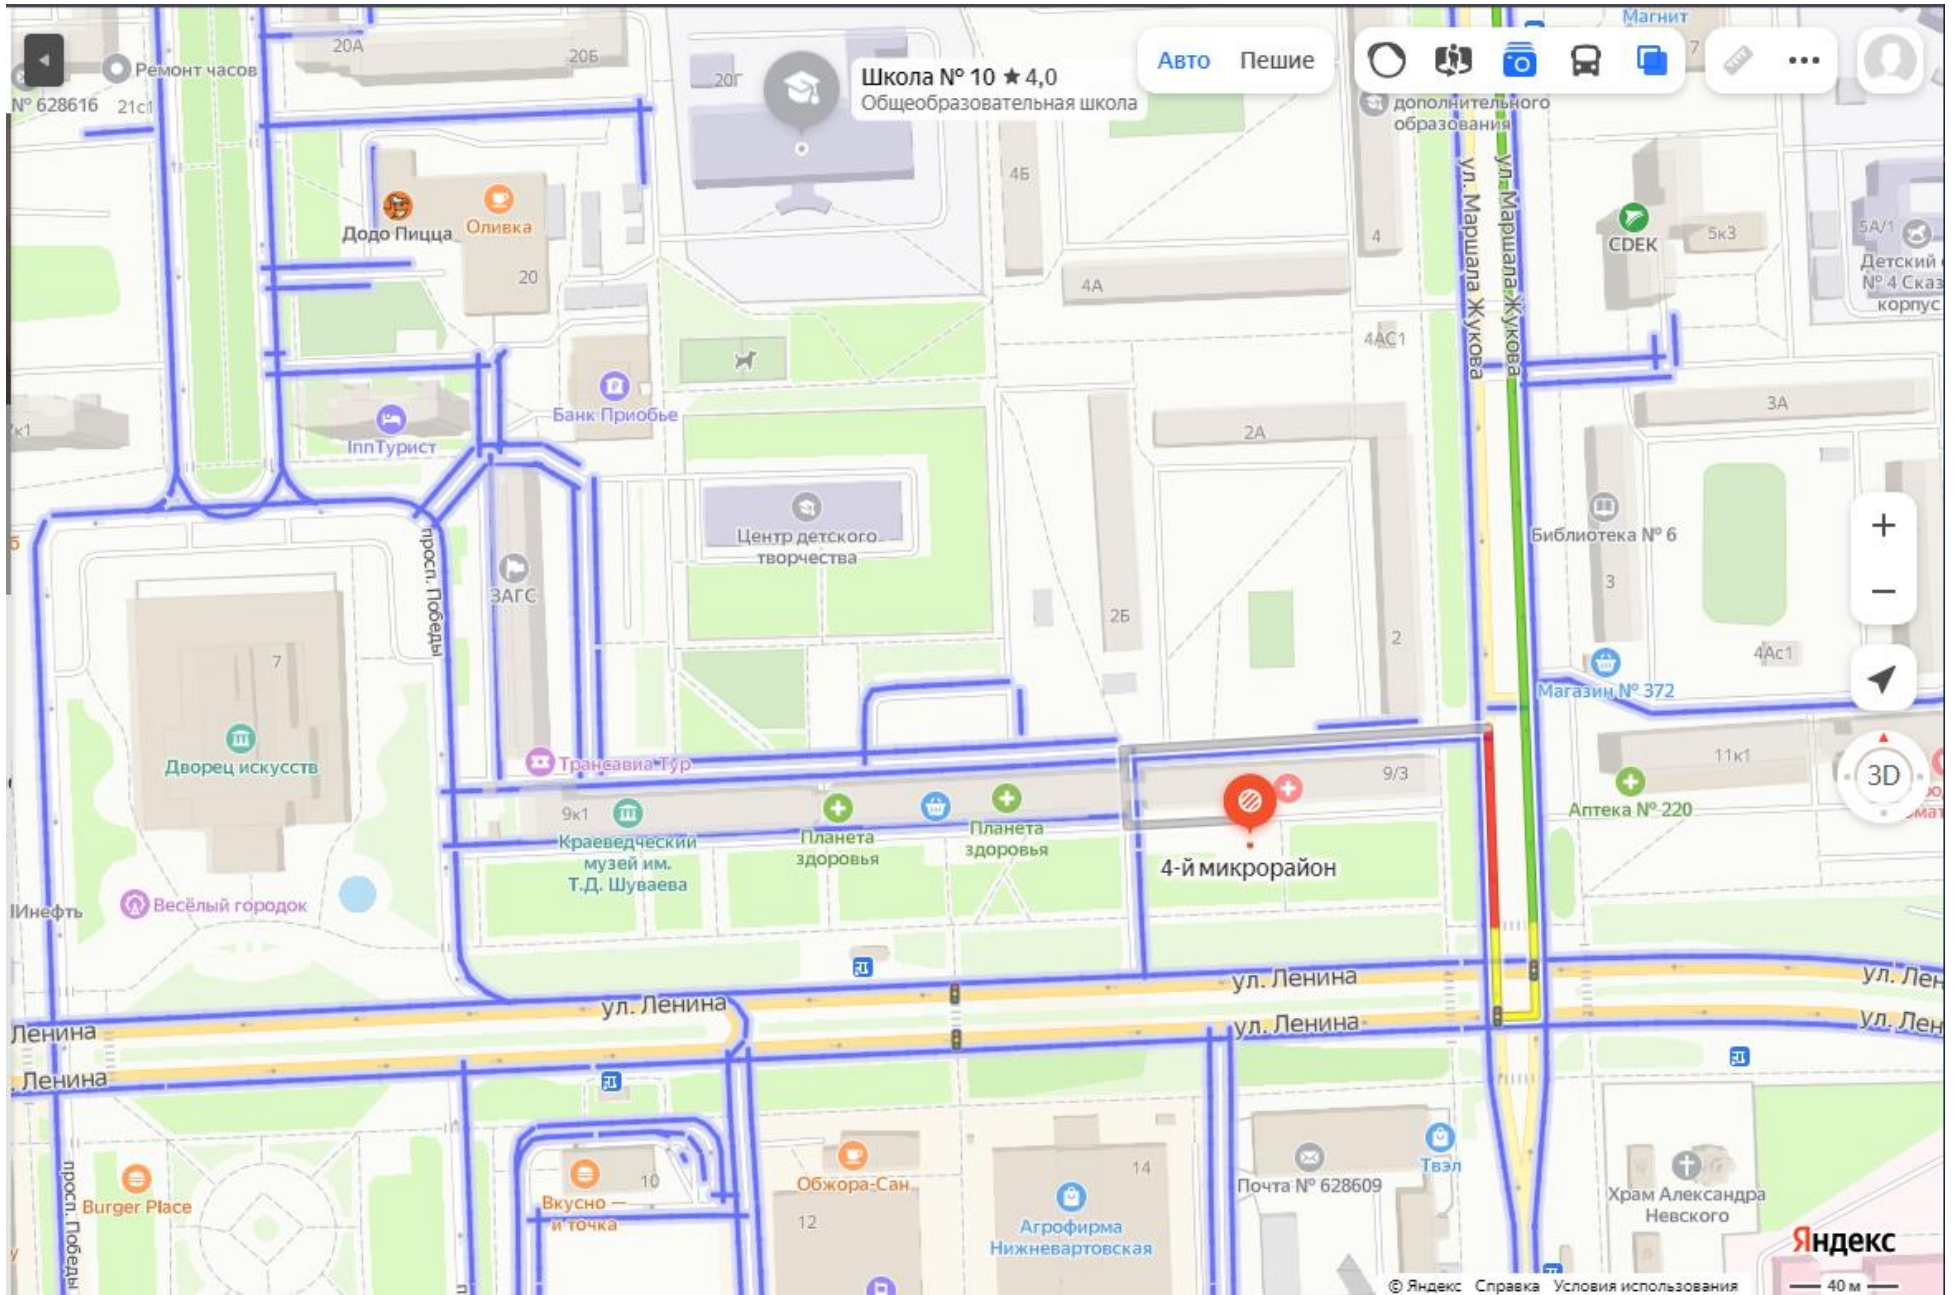 20А
20Б
20Г
Школа № 10 ★ 4,0
Общеобразовательная школа
Авто
Пешие
Магнит
7
Ремонт часов
№ 628616
21с1
дополнительного
образования
4Б
4
ул. Маршала Жукова
ул. Маршала Жукова
CDEK
5к3
5А/1
Детский
№ 4 Сказ
корпус
Додо Пицца
Оливка
20
4А
4АС1
Банк Приобье
InnТурист
к1
2А
3А
Центр детского
творчества
Библиотека № 6
просп. Победы
ЗАГС
3
2Б
2
4Ас1
7
Магазин № 372
Дворец искусств
Трансавиа Тур
9/3
11к1
3D
9к1
Краеведческий
музей им.
Т.Д. Шуваева
Планета
здоровья
Планета
здоровья
Аптека № 220
4-й микрорайон
Инефть
Весёлый городок
ул. Ленина
ул. Ленина
ул. Лен
Ленина
ул. Ленина
ул. Лен
Ленина
просп. Победы
Burger Place
Вкусно —
и точка
10
Обжора-Сан
12
14
Агрофирма
Нижневартовская
Почта № 628609
Твэл
Храм Александра
Невского
Яндекс
© Яндекс Справка Условия использования
40 м